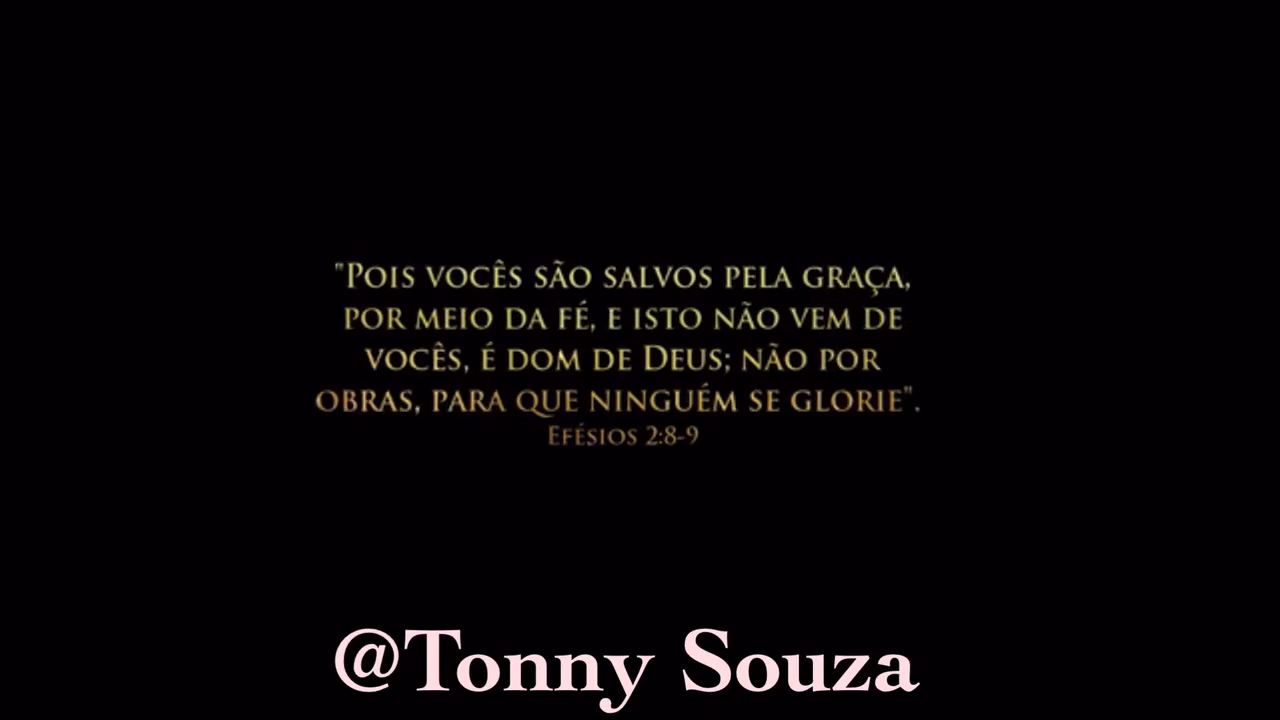 "Pois vocês são salvos pela graça,
por meio da fé, e isto não vem de
vocês, é dom de Deus; não por
obras, para que ninguém se glorie".
Efésios 2:8-9
@Tonny Souza